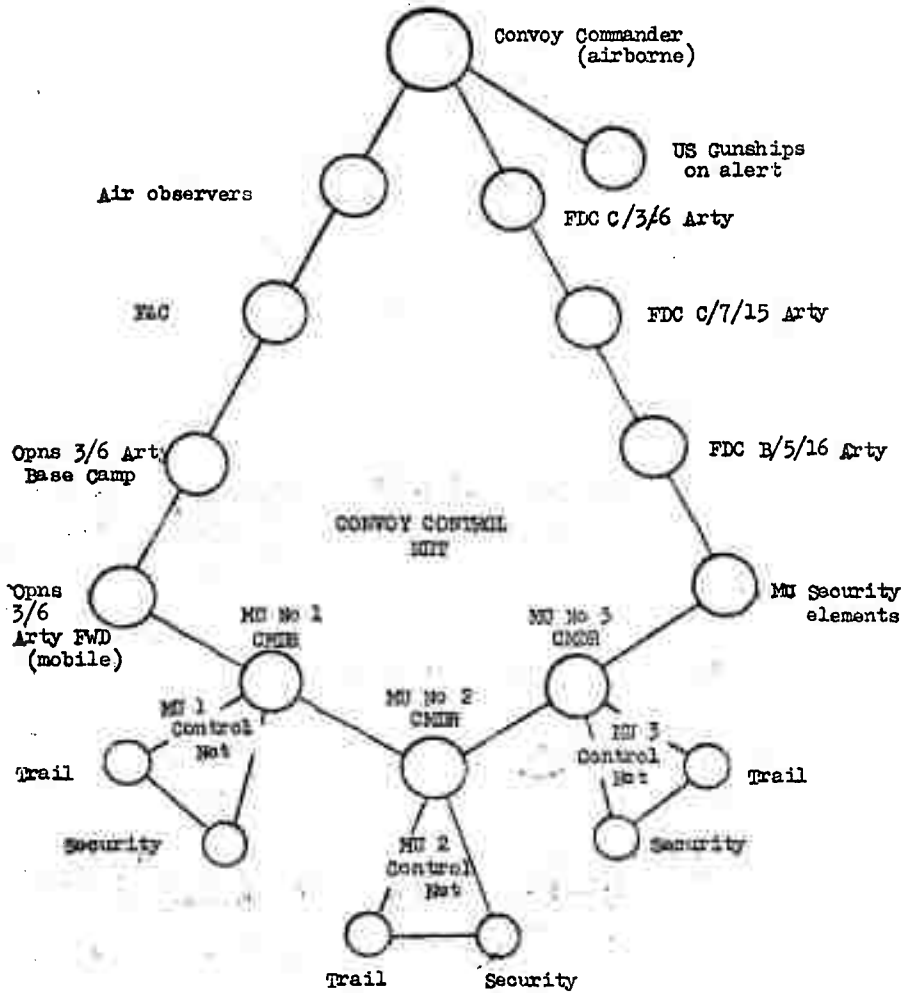 Convoy Commander
(airborne)
US Gunships
on alert
Air observers
FDC C/3/6 Arty
FAC
FDC C/7/15 Arty
Opns 3/6 Arty
Base Camp
FDC B/5/16 Arty
CONVOY CONTROL
NET
Opns
3/6
Arty FWD
(mobile)
MU Security
elements
MU No 1
CMDR
MU No 3
CMDR
MU No 2
CMDR
MU 1
Control
Net
MU 3
Control
Net
Trail
Trail
Security
Security
MU 2
Control
Net
Trail
Security